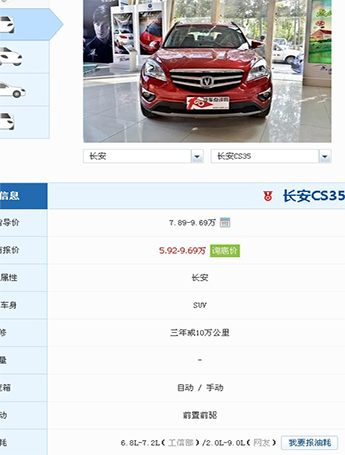 长安 长安CS35
信息 长安CS35
导价 7.89-9.69万
报价 5.92-9.69万 询底价
属性 长安
车身 SUV
修 三年或10万公里
量 -
箱 自动 / 手动
动 前置前驱
耗 6.8L-7.2L(工信部)/2.0L-9.0L(网友) 我要报油耗